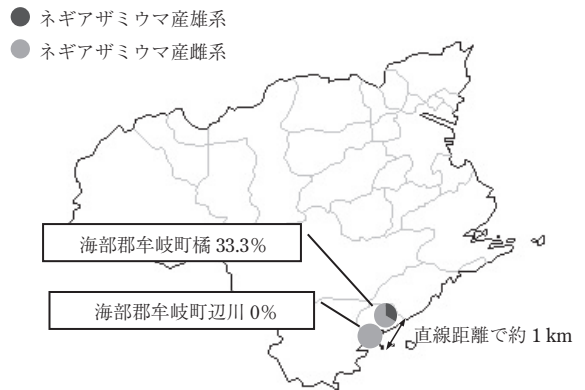 ネギアザミウマ産雄系
ネギアザミウマ産雌系
海部郡牟岐町橘 33.3%
海部郡牟岐町辺川 0%
直線距離で約 1 km